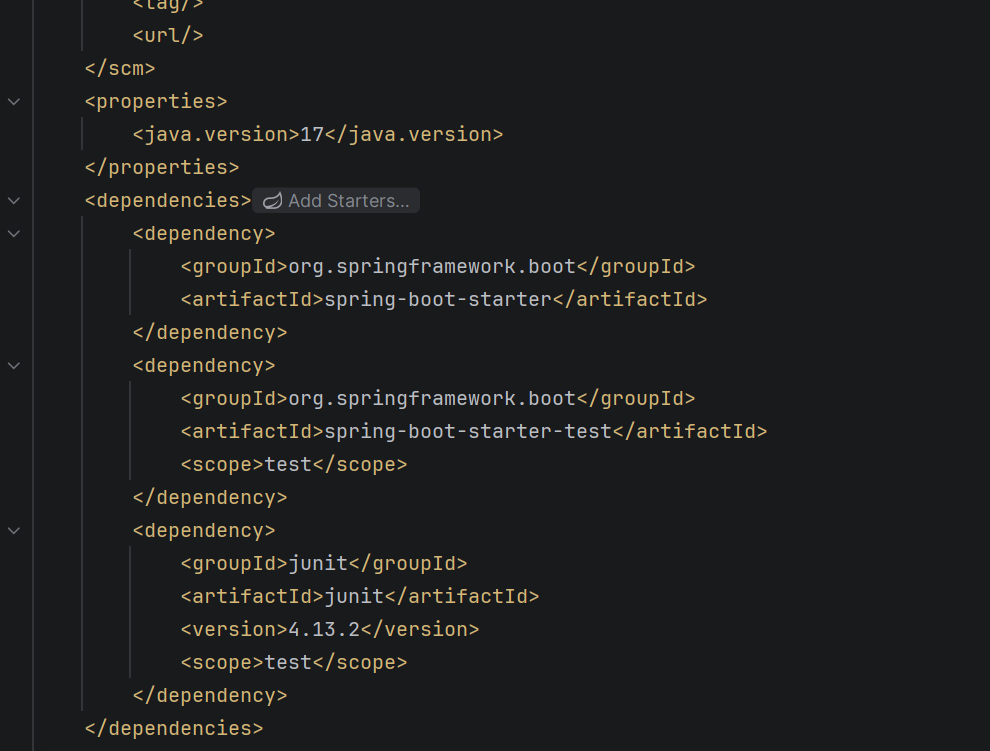 <tag/>
<url/>
</scm>
<properties>
<java.version>17</java.version>
</properties>
<dependencies> Add Starters...
<dependency>
<groupId>org.springframework.boot</groupId>
<artifactId>spring-boot-starter</artifactId>
</dependency>
<dependency>
<groupId>org.springframework.boot</groupId>
<artifactId>spring-boot-starter-test</artifactId>
<scope>test</scope>
</dependency>
<dependency>
<groupId>junit</groupId>
<artifactId>junit</artifactId>
<version>4.13.2</version>
<scope>test</scope>
</dependency>
</dependencies>